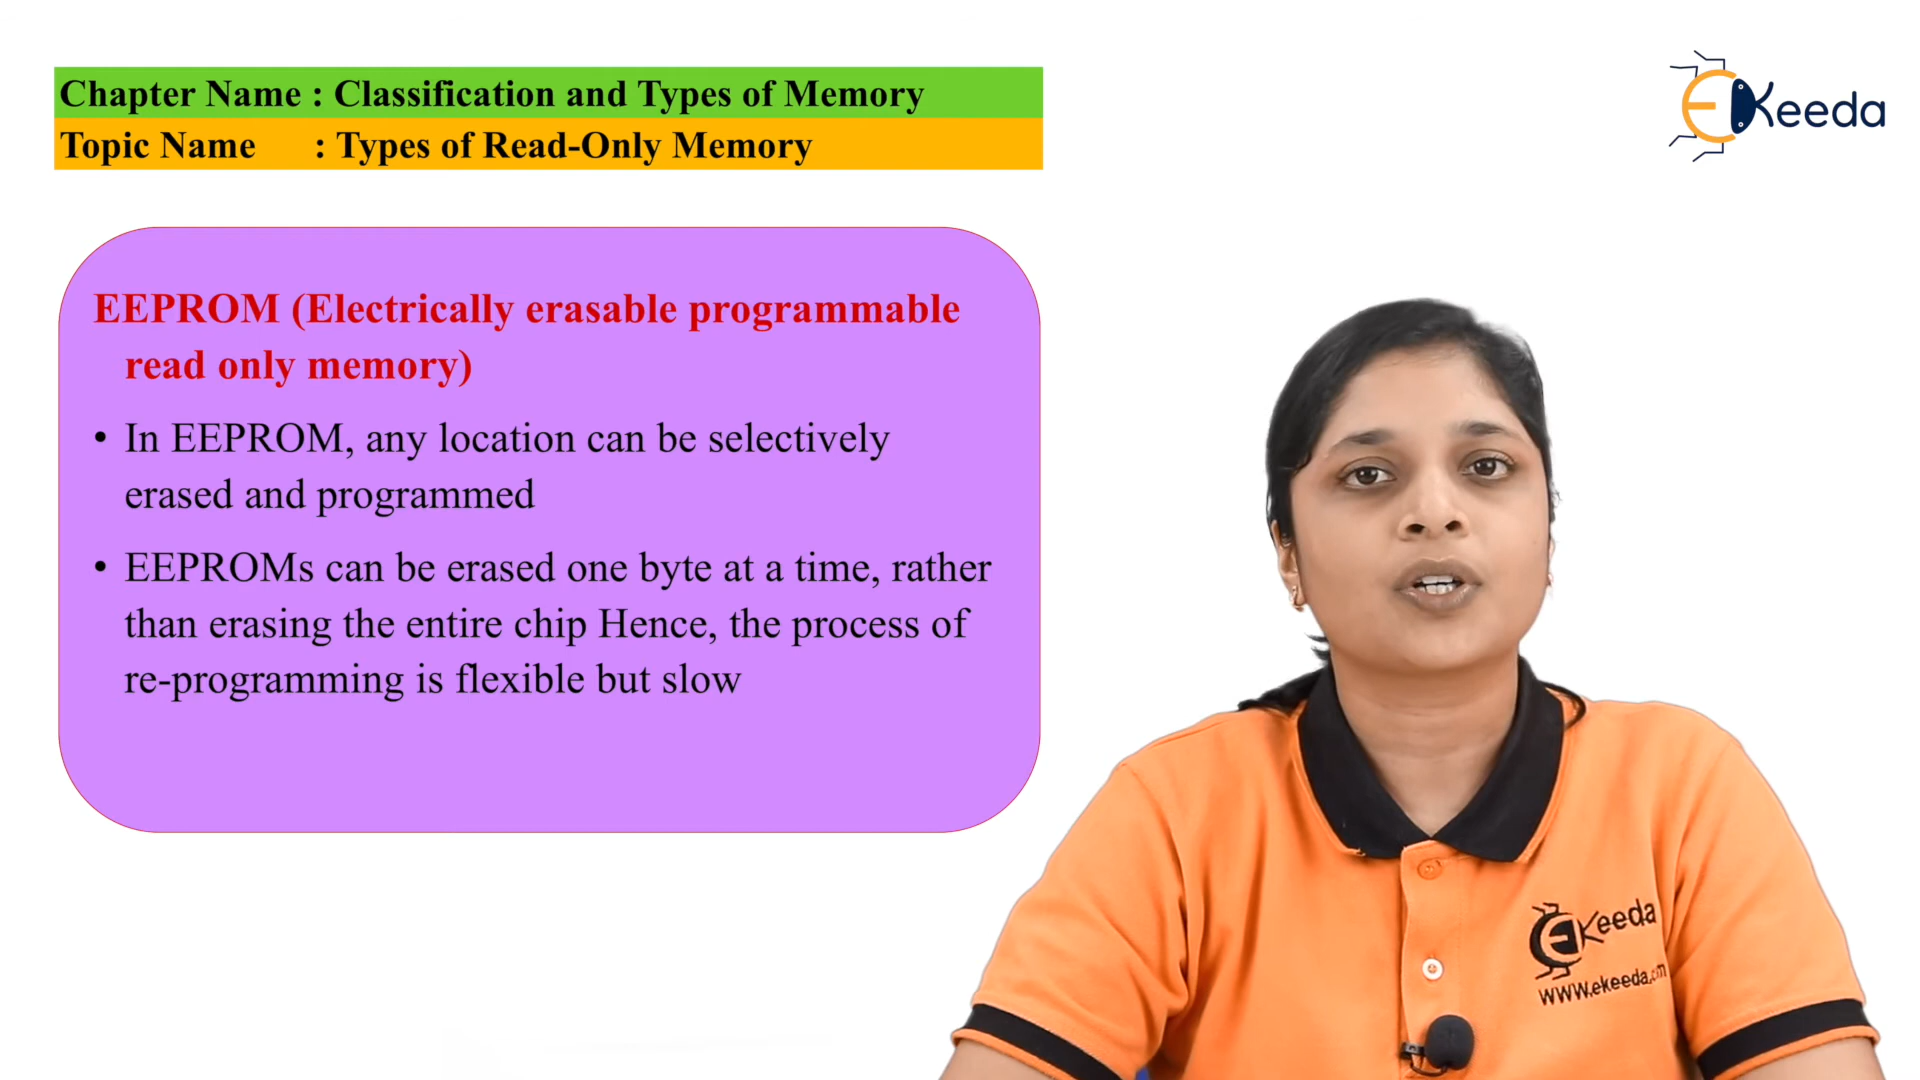 Chapter Name : Classification and Types of Memory
Topic Name : Types of Read-Only Memory
EKeeda
EEPROM (Electrically erasable programmable
read only memory)
• In EEPROM, any location can be selectively
erased and programmed
• EEPROMs can be erased one byte at a time, rather
than erasing the entire chip Hence, the process of
re-programming is flexible but slow
EKeeda
www.ekeeda.com